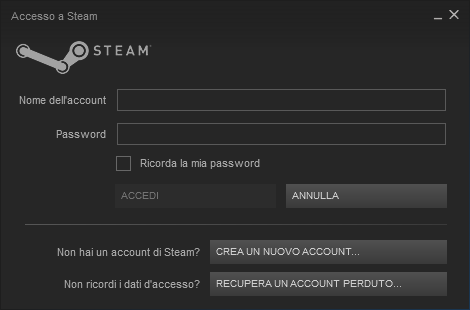 Accesso a Steam
STEAM™
Nome dell'account
Password
Ricorda la mia password
ACCEDI
ANNULLA
Non hai un account di Steam?
CREA UN NUOVO ACCOUNT...
Non ricordi i dati d'accesso?
RECUPERA UN ACCOUNT PERDUTO...